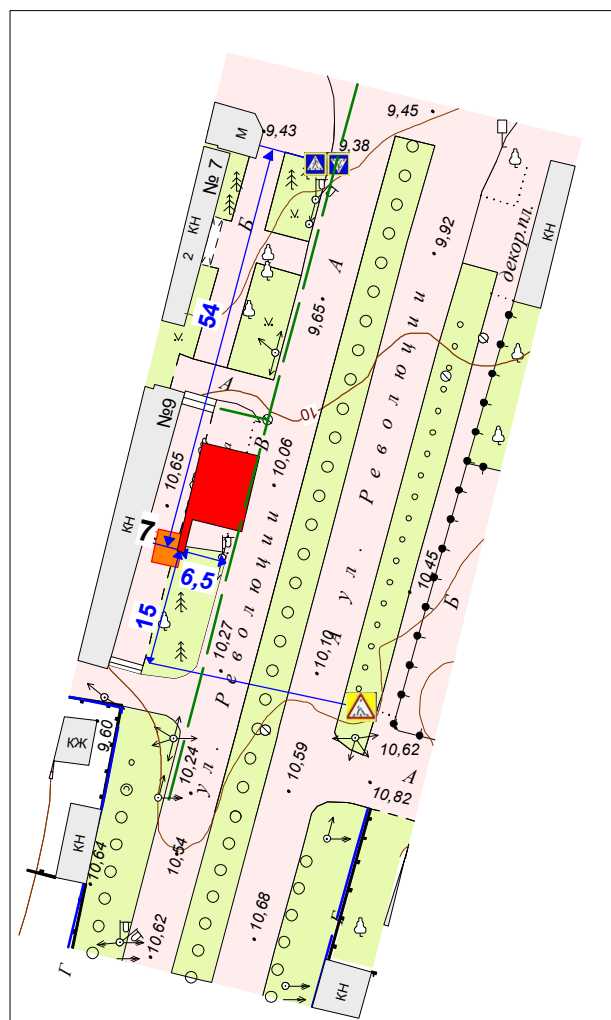 9,45
9,43
9,38
М
№ 7
КН
2
Б
9,92
декор.пл.
КН
А
54
9,65
ул. Революции
А
-10-
№9
В
10,06
10,65
КН
7
6,5
15
10,45
Б
10,27
10,10
А
ул. Революции
10,62
9,60
КЖ
10,24
10,59
А
10,82
КН
10,64
10,54
10,68
10,62
Г
Г
КН